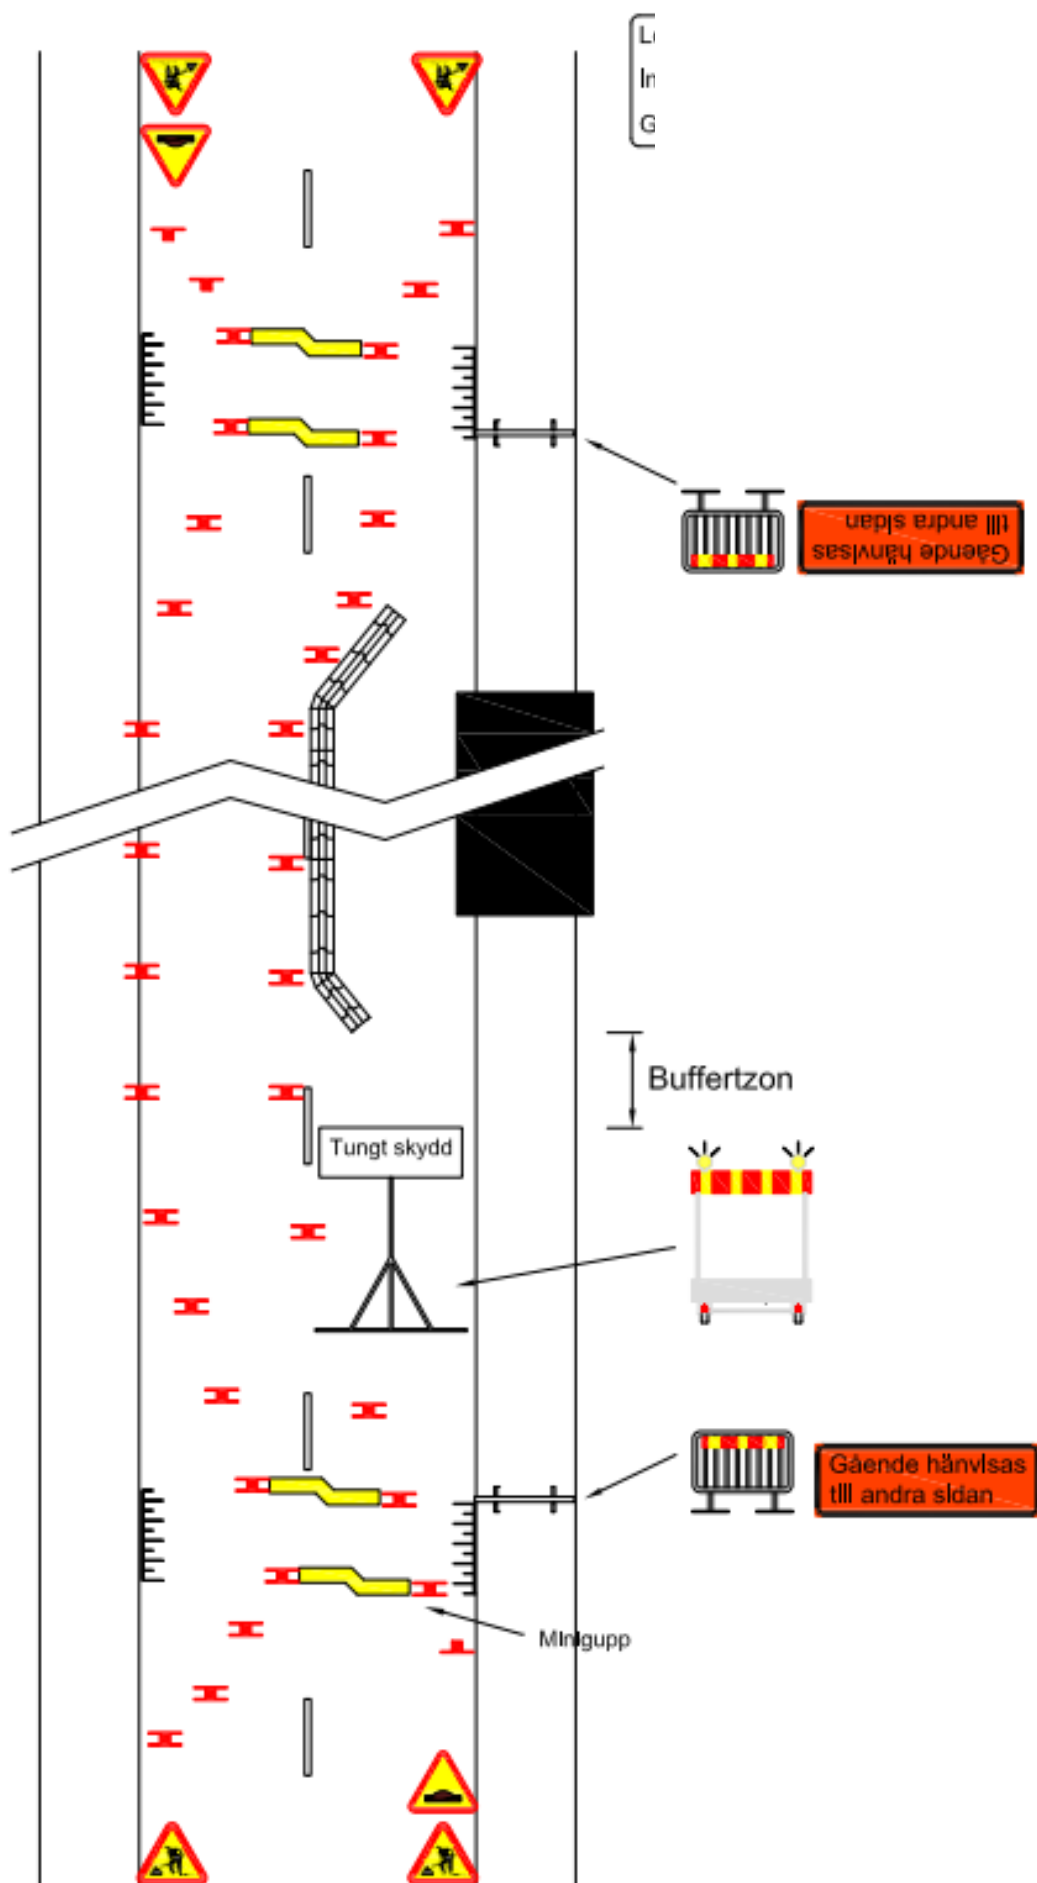 Gående hänvisas
till andra sidan
Buffertzon
Tungt skydd
Gående hänvisas
till andra sidan
Minigupp